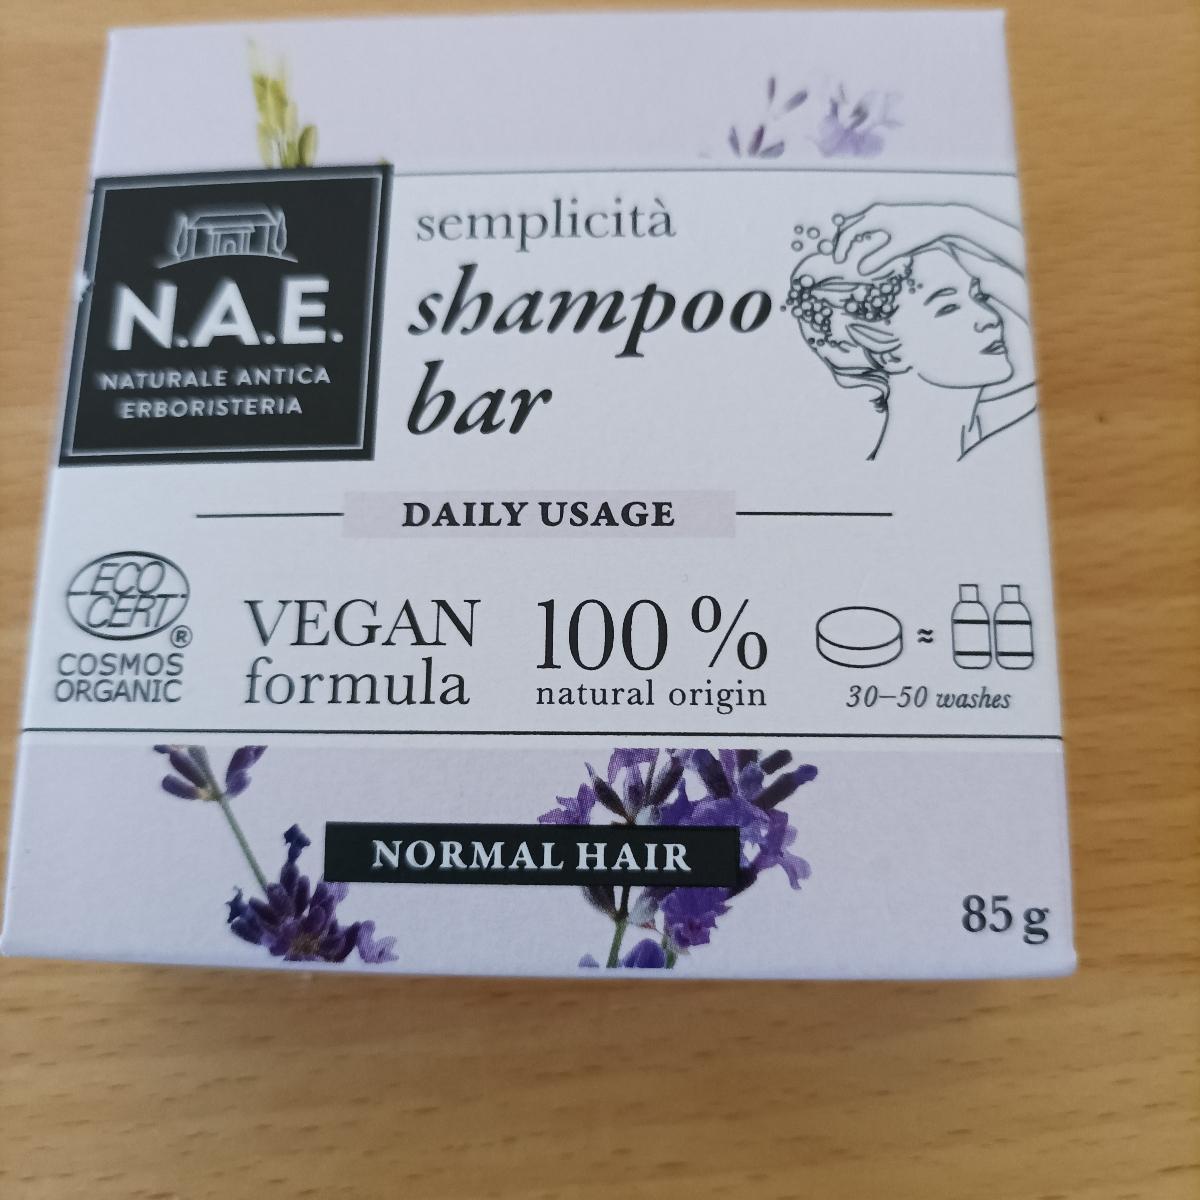 N.A.E.
NATURALE ANTICA
ERBORISTERIA
semplicità
shampoo
bar
DAILY USAGE
ECO
CERT
®
COSMOS
ORGANIC
VEGAN
formula
100 %
natural origin
≈
30–50 washes
NORMAL HAIR
85 g